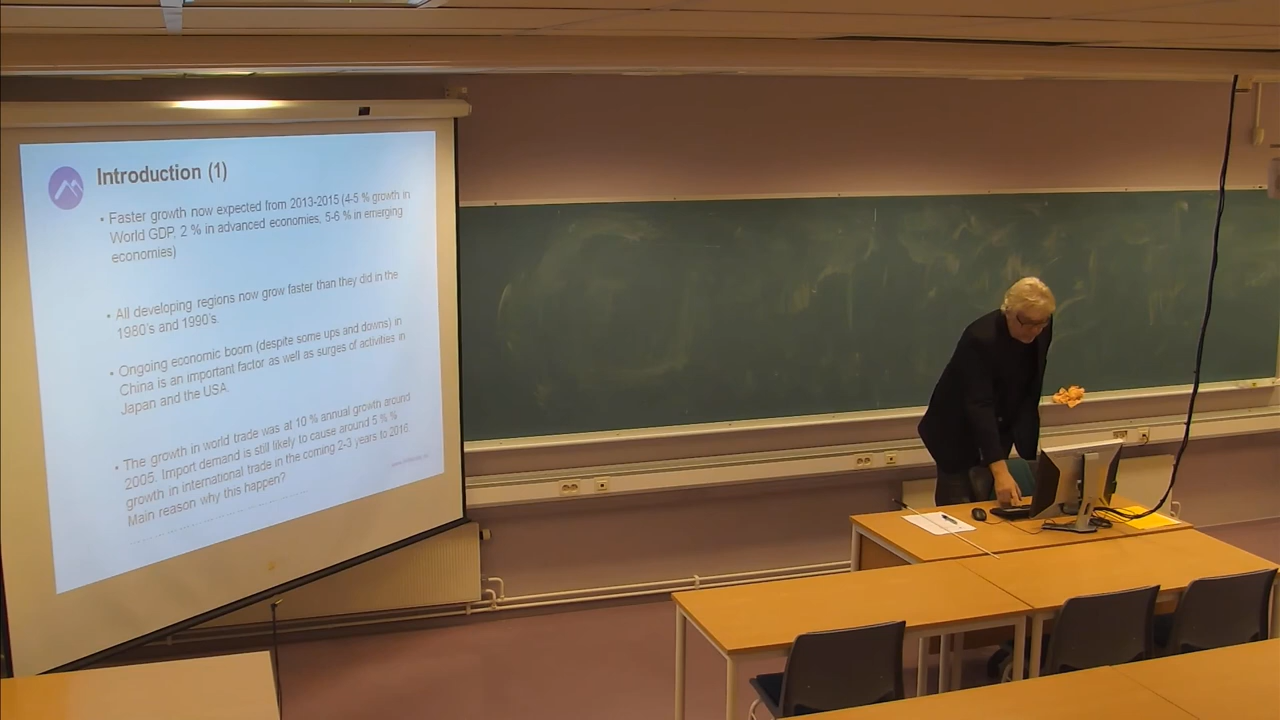 Introduction (1)
• Faster growth now expected from 2013-2015 (4-5 % growth in
World GDP, 2 % in advanced economies, 5-6 % in emerging
economies)
• All developing regions now grow faster than they did in the
1980's and 1990's.
• Ongoing economic boom (despite some ups and downs) in
China is an important factor as well as surges of activities in
Japan and the USA.
• The growth in world trade was at 10 % annual growth around
2005. Import demand is still likely to cause around 5 % %
growth in international trade in the coming 2-3 years to 2016.
Main reason why this happen?